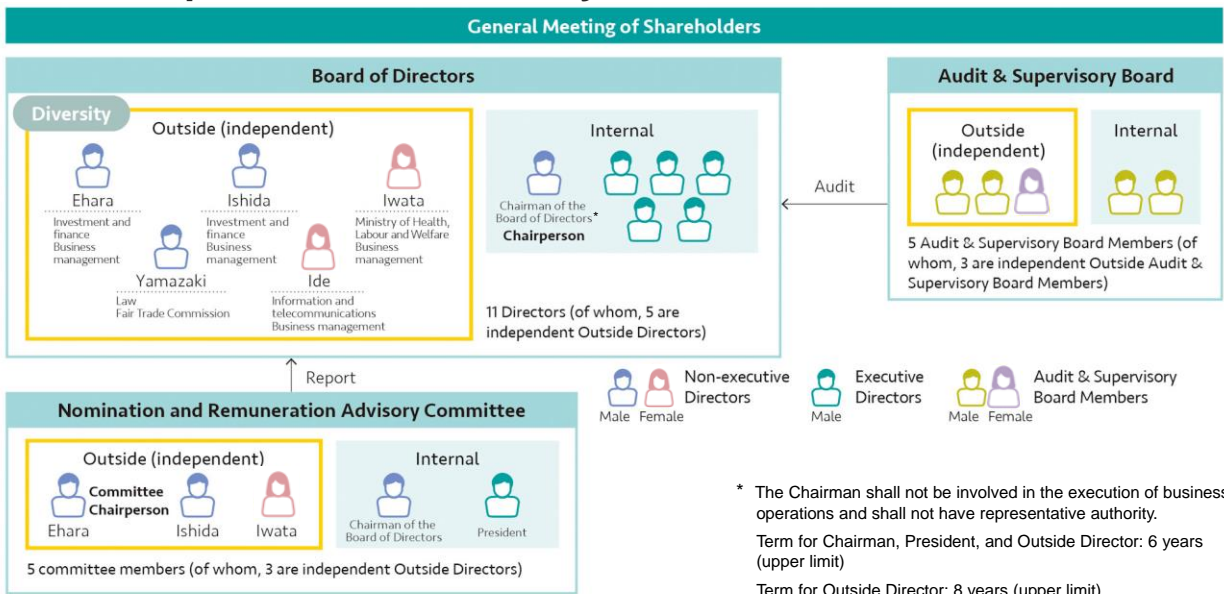 General Meeting of Shareholders
Board of Directors
Diversity
Outside (independent)
Ehara
Investment and
finance
Business
management
Ishida
Investment and
finance
Business
management
Iwata
Ministry of Health,
Labour and Welfare
Business
management
Yamazaki
Law
Fair Trade Commission
Ide
Information and
telecommunications
Business management
Internal
Chairman of the
Board of Directors*
Chairperson
11 Directors (of whom, 5 are
independent Outside Directors)
Audit
Audit & Supervisory Board
Outside
(independent)
Internal
5 Audit & Supervisory Board Members (of
whom, 3 are independent Outside Audit &
Supervisory Board Members)
Report
Non-executive
Directors
Male Female
Executive
Directors
Male
Audit & Supervisory
Board Members
Male Female
Nomination and Remuneration Advisory Committee
Outside (independent)
Committee
Chairperson
Ehara
Ishida
Iwata
Internal
Chairman of the
Board of Directors
President
5 committee members (of whom, 3 are independent Outside Directors)
* The Chairman shall not be involved in the execution of business
operations and shall not have representative authority.
Term for Chairman, President, and Outside Director: 6 years
(upper limit)
Term for Outside Director: 8 years (upper limit)